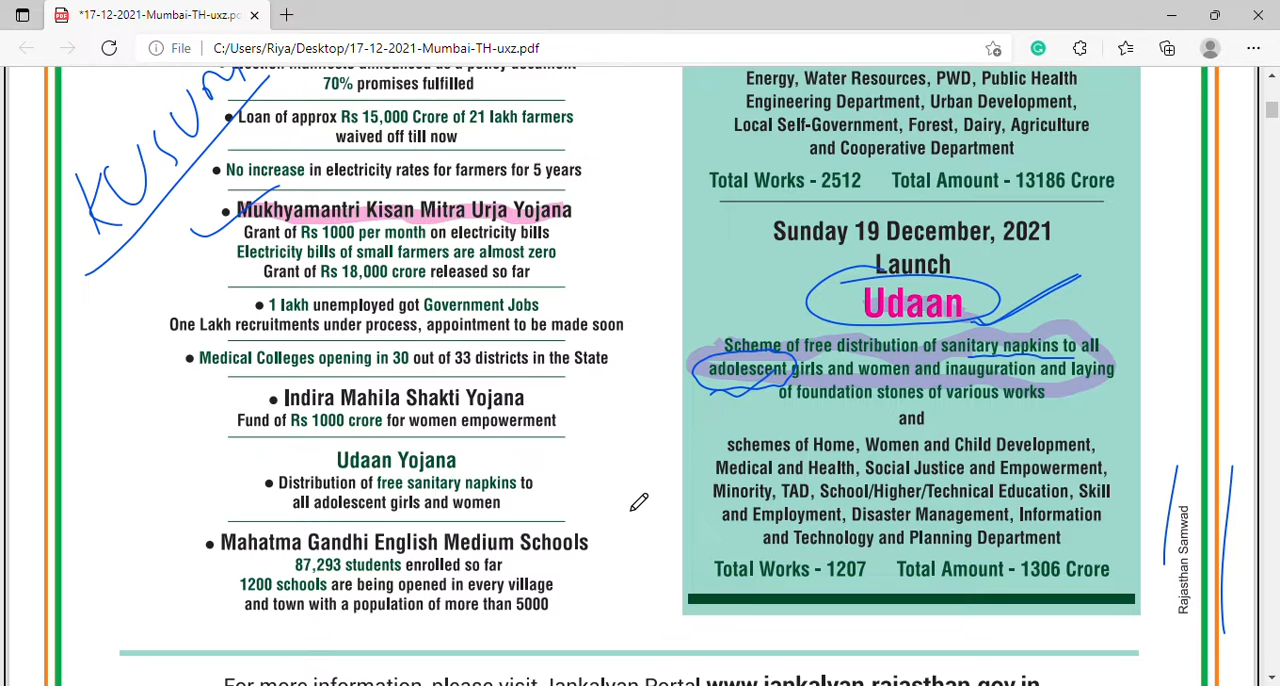 *17-12-2021-Mumbai-TH-uxz.pdf
File
C:/Users/Riya/Desktop/17-12-2021-Mumbai-TH-uxz.pdf
KUSUM
70% promises fulfilled
• Loan of approx Rs 15,000 Crore of 21 lakh farmers
waived off till now
• No increase in electricity rates for farmers for 5 years
• Mukhyamantri Kisan Mitra Urja Yojana
Grant of Rs 1000 per month on electricity bills
Electricity bills of small farmers are almost zero
Grant of Rs 18,000 crore released so far
• 1 lakh unemployed got Government Jobs
One Lakh recruitments under process, appointment to be made soon
• Medical Colleges opening in 30 out of 33 districts in the State
• Indira Mahila Shakti Yojana
Fund of Rs 1000 crore for women empowerment
Udaan Yojana
• Distribution of free sanitary napkins to
all adolescent girls and women
• Mahatma Gandhi English Medium Schools
87,293 students enrolled so far
1200 schools are being opened in every village
and town with a population of more than 5000
Energy, Water Resources, PWD, Public Health
Engineering Department, Urban Development,
Local Self-Government, Forest, Dairy, Agriculture
and Cooperative Department
Total Works - 2512 Total Amount - 13186 Crore
Sunday 19 December, 2021
Launch
Udaan
Scheme of free distribution of sanitary napkins to all
adolescent girls and women and inauguration and laying
of foundation stones of various works
and
schemes of Home, Women and Child Development,
Medical and Health, Social Justice and Empowerment,
Minority, TAD, School/Higher/Technical Education, Skill
and Employment, Disaster Management, Information
and Technology and Planning Department
Total Works - 1207 Total Amount - 1306 Crore
Rajasthan Samwad
For more information, please visit Jankalyan Portal www.jankalyan.rajasthan.gov.in